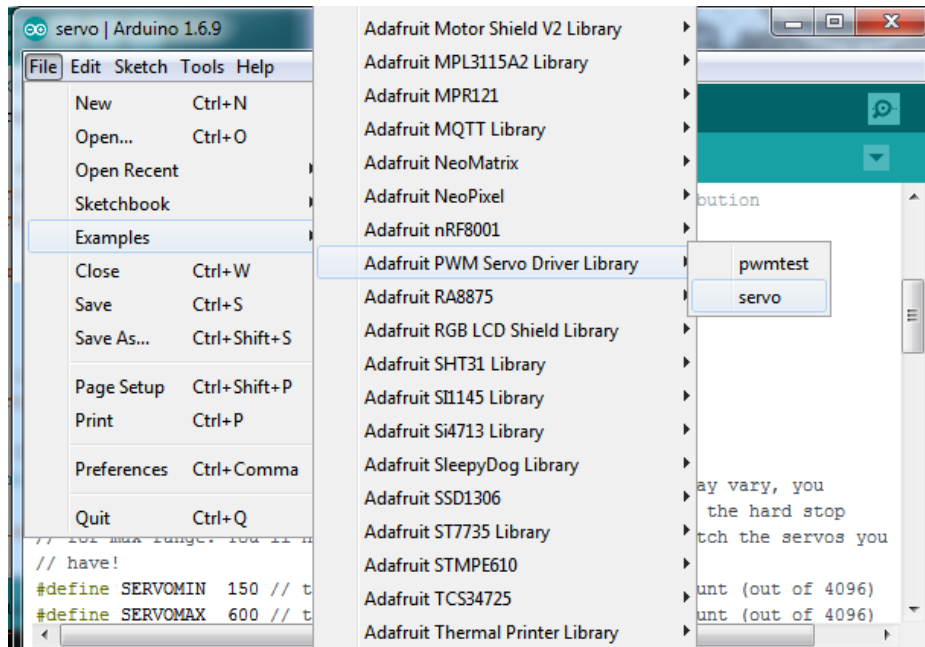 servo | Arduino 1.6.9
File Edit Sketch Tools Help
New Ctrl+N
Open... Ctrl+O
Open Recent
Sketchbook
Examples
Close Ctrl+W
Save Ctrl+S
Save As... Ctrl+Shift+S
Page Setup Ctrl+Shift+P
Print Ctrl+P
Preferences Ctrl+Comma
Quit Ctrl+Q
Adafruit Motor Shield V2 Library
Adafruit MPL3115A2 Library
Adafruit MPR121
Adafruit MQTT Library
Adafruit NeoMatrix
Adafruit NeoPixel
Adafruit nRF8001
Adafruit PWM Servo Driver Library
Adafruit RA8875
Adafruit RGB LCD Shield Library
Adafruit SHT31 Library
Adafruit SI1145 Library
Adafruit Si4713 Library
Adafruit SleepyDog Library
Adafruit SSD1306
Adafruit ST7735 Library
Adafruit STMPE610
Adafruit TCS34725
Adafruit Thermal Printer Library
pwmtest
servo
bution
ay vary, you
the hard stop
tch the servos you
// have!
#define SERVOMIN 150 // t unt (out of 4096)
#define SERVOMAX 600 // t unt (out of 4096)